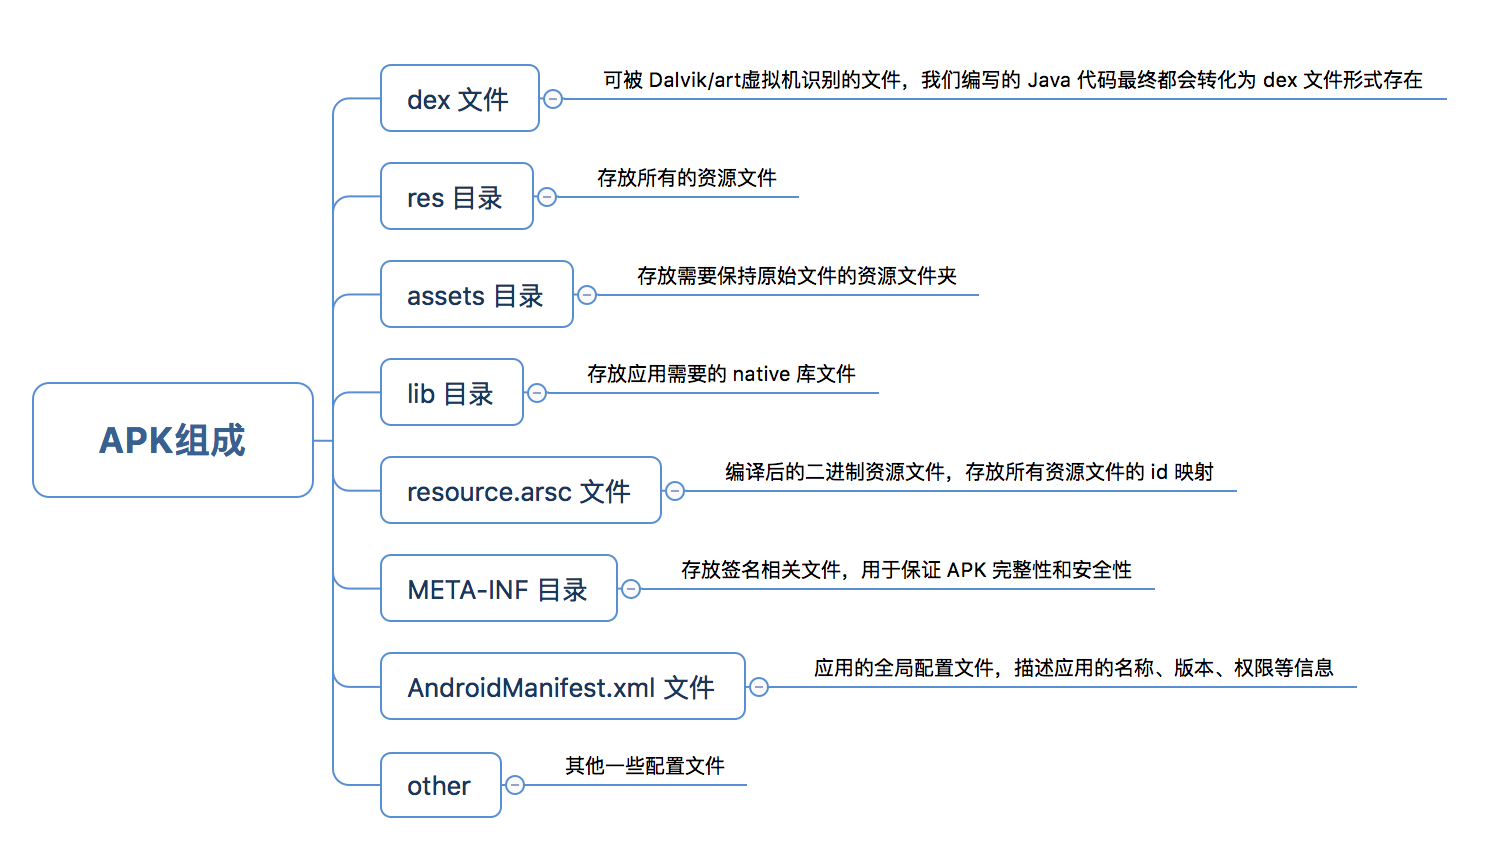 APK组成
dex 文件
可被 Dalvik/art虚拟机识别的文件，我们编写的 Java 代码最终都会转化为 dex 文件形式存在
res 目录
存放所有的资源文件
assets 目录
存放需要保持原始文件的资源文件夹
lib 目录
存放应用需要的 native 库文件
resource.arsc 文件
编译后的二进制资源文件，存放所有资源文件的 id 映射
META-INF 目录
存放签名相关文件，用于保证 APK 完整性和安全性
AndroidManifest.xml 文件
应用的全局配置文件，描述应用的名称、版本、权限等信息
other
其他一些配置文件